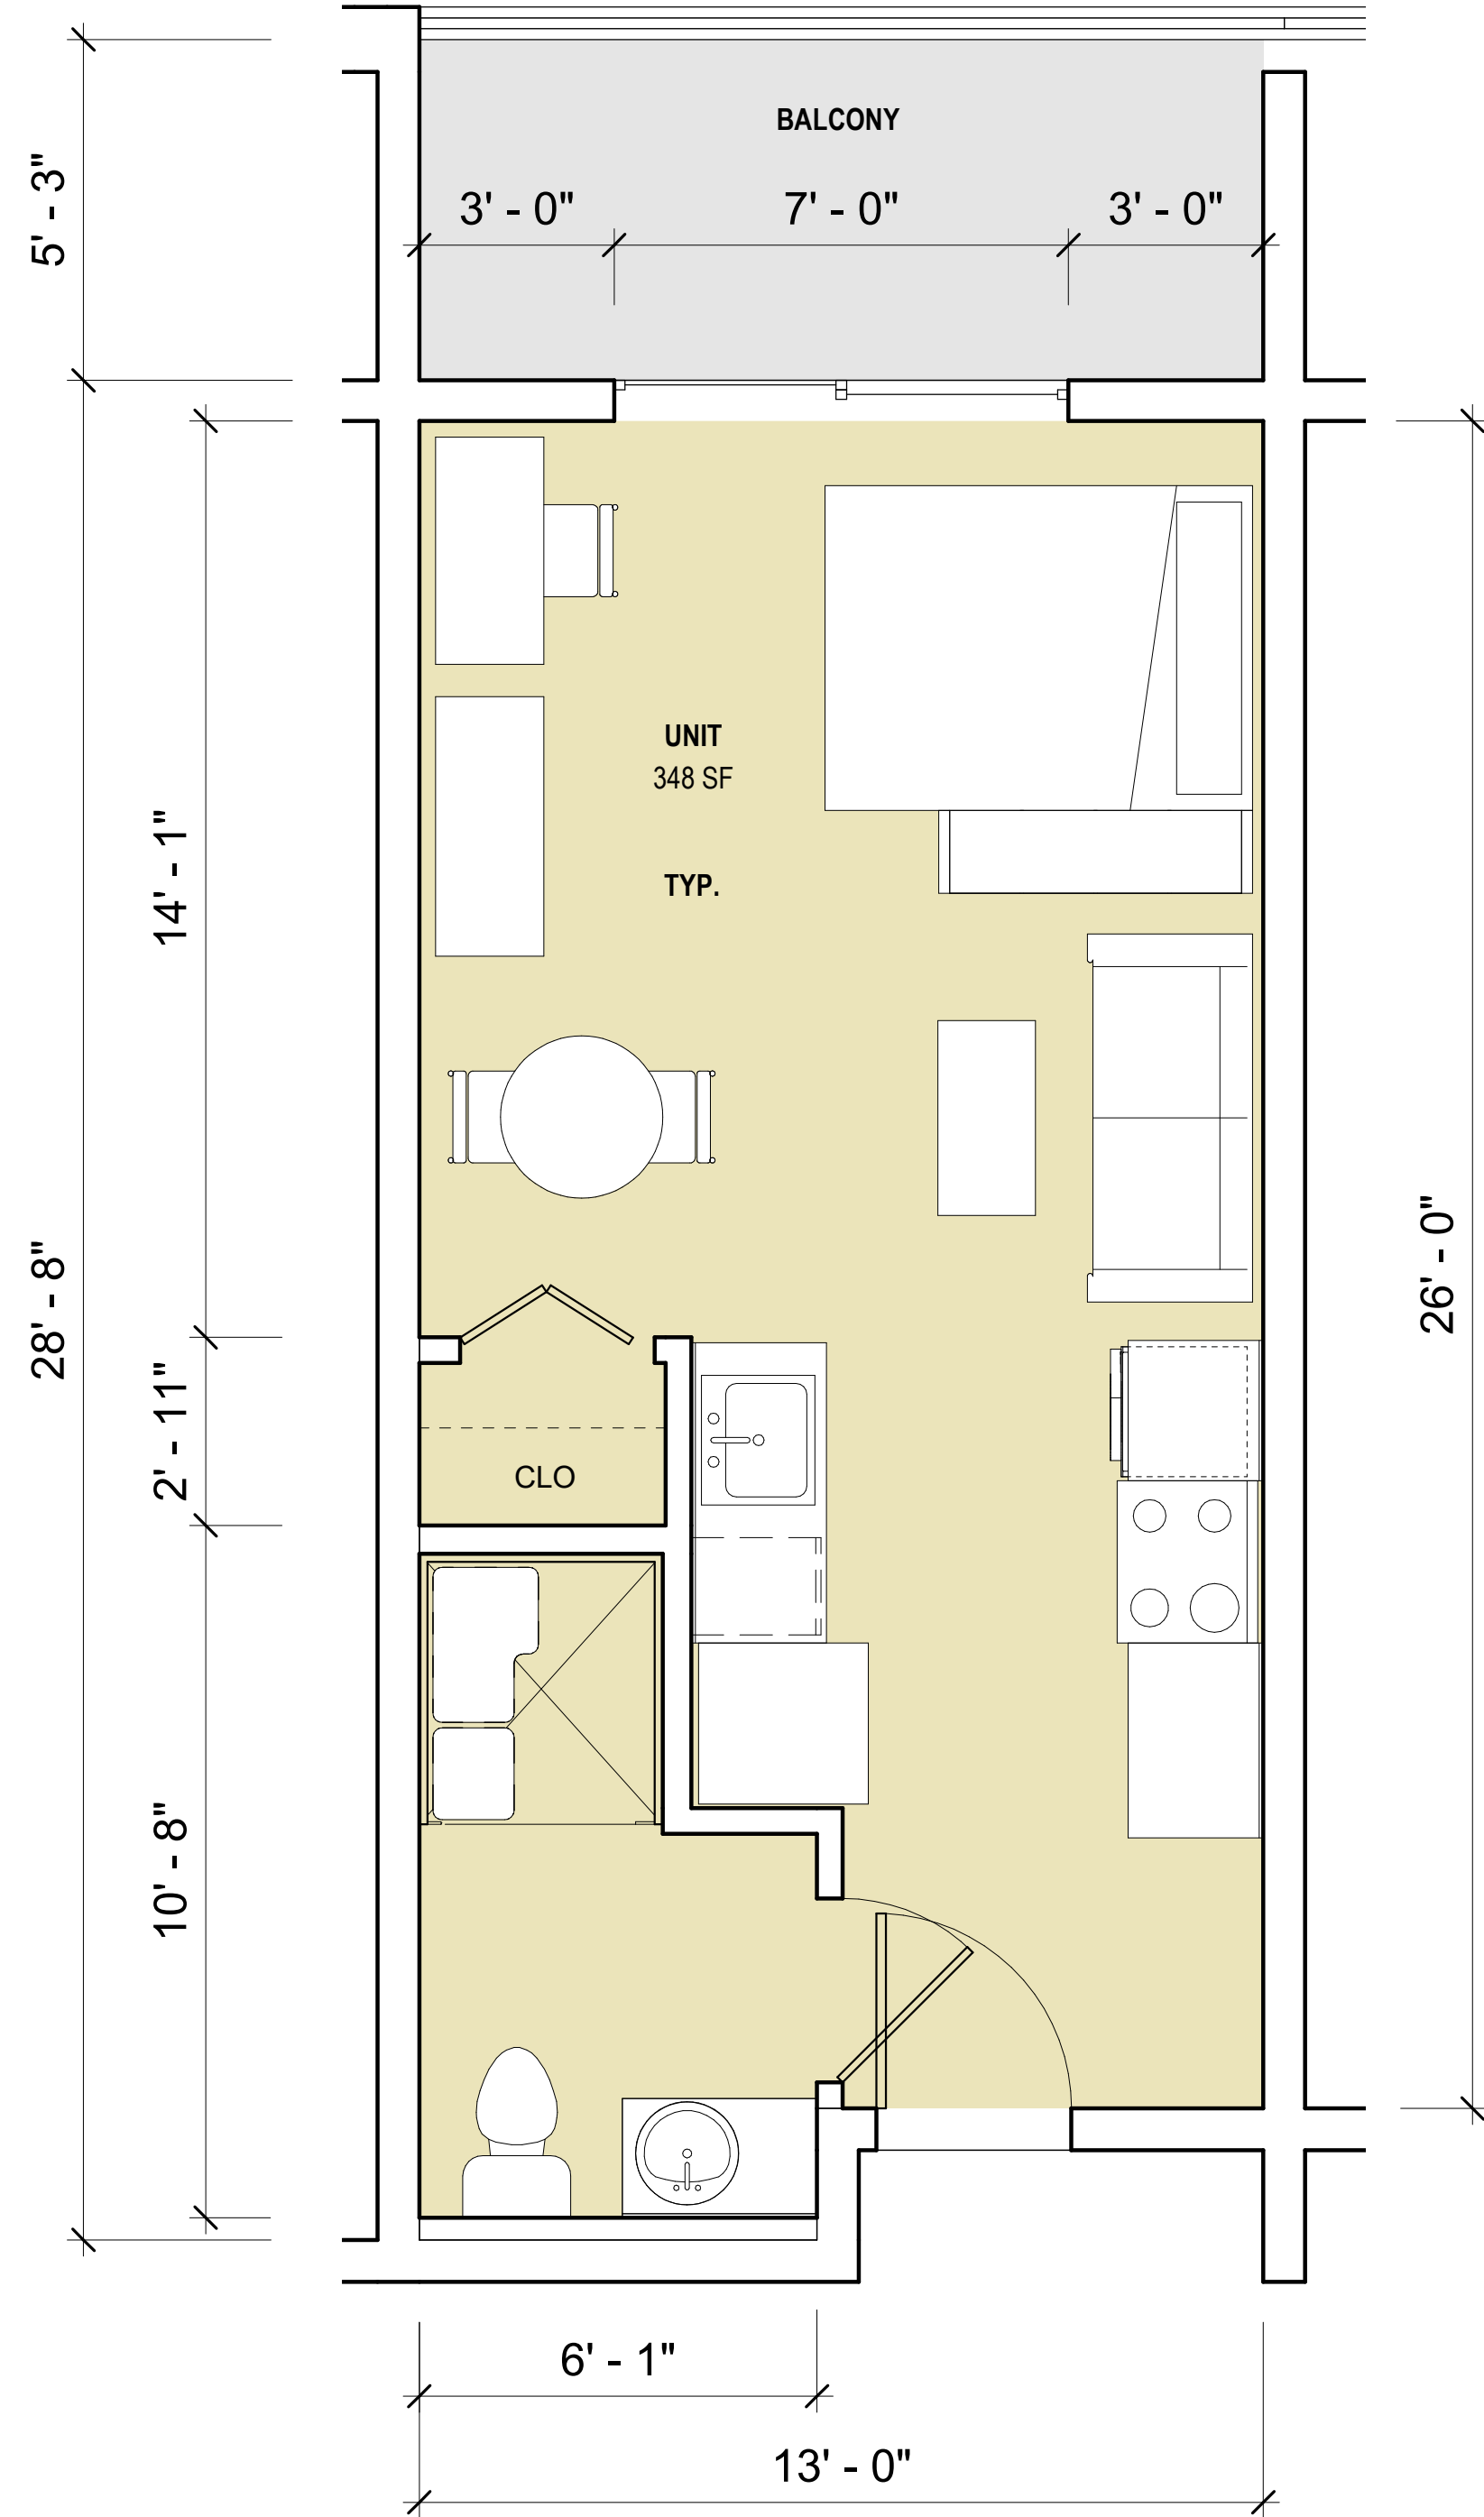 BALCONY
3' - 0"
7' - 0"
3' - 0"
5' - 3"
UNIT
348 SF
TYP.
14' - 1"
28' - 8"
26' - 0"
2' - 11"
CLO
10' - 8"
6' - 1"
13' - 0"